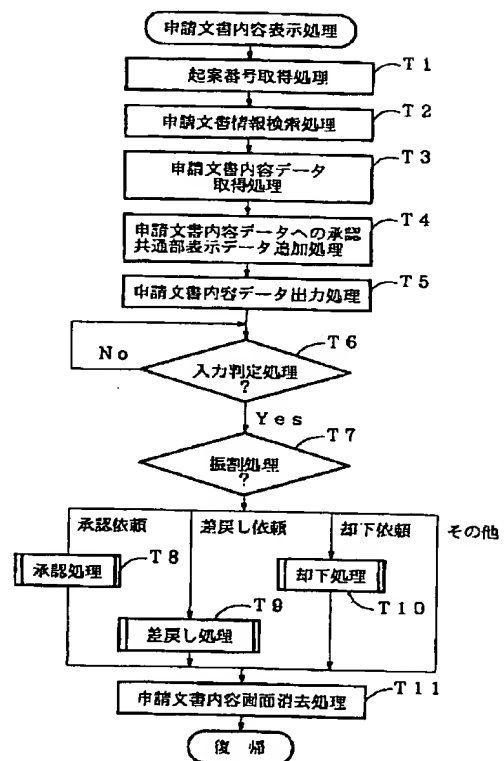 申請文書内容表示処理
起案番号取得処理
T1
申請文書情報検索処理
T2
申請文書内容データ
取得処理
T3
申請文書内容データへの承認
共通部表示データ追加処理
T4
申請文書内容データ出力処理
T5
T6
No
入力判定処理
?
Yes
T7
振割処理
?
承認依頼
差戻し依頼
却下依頼
その他
承認処理
T8
却下処理
T10
T9
差戻し処理
T11
申請文書内容画面消去処理
復 帰